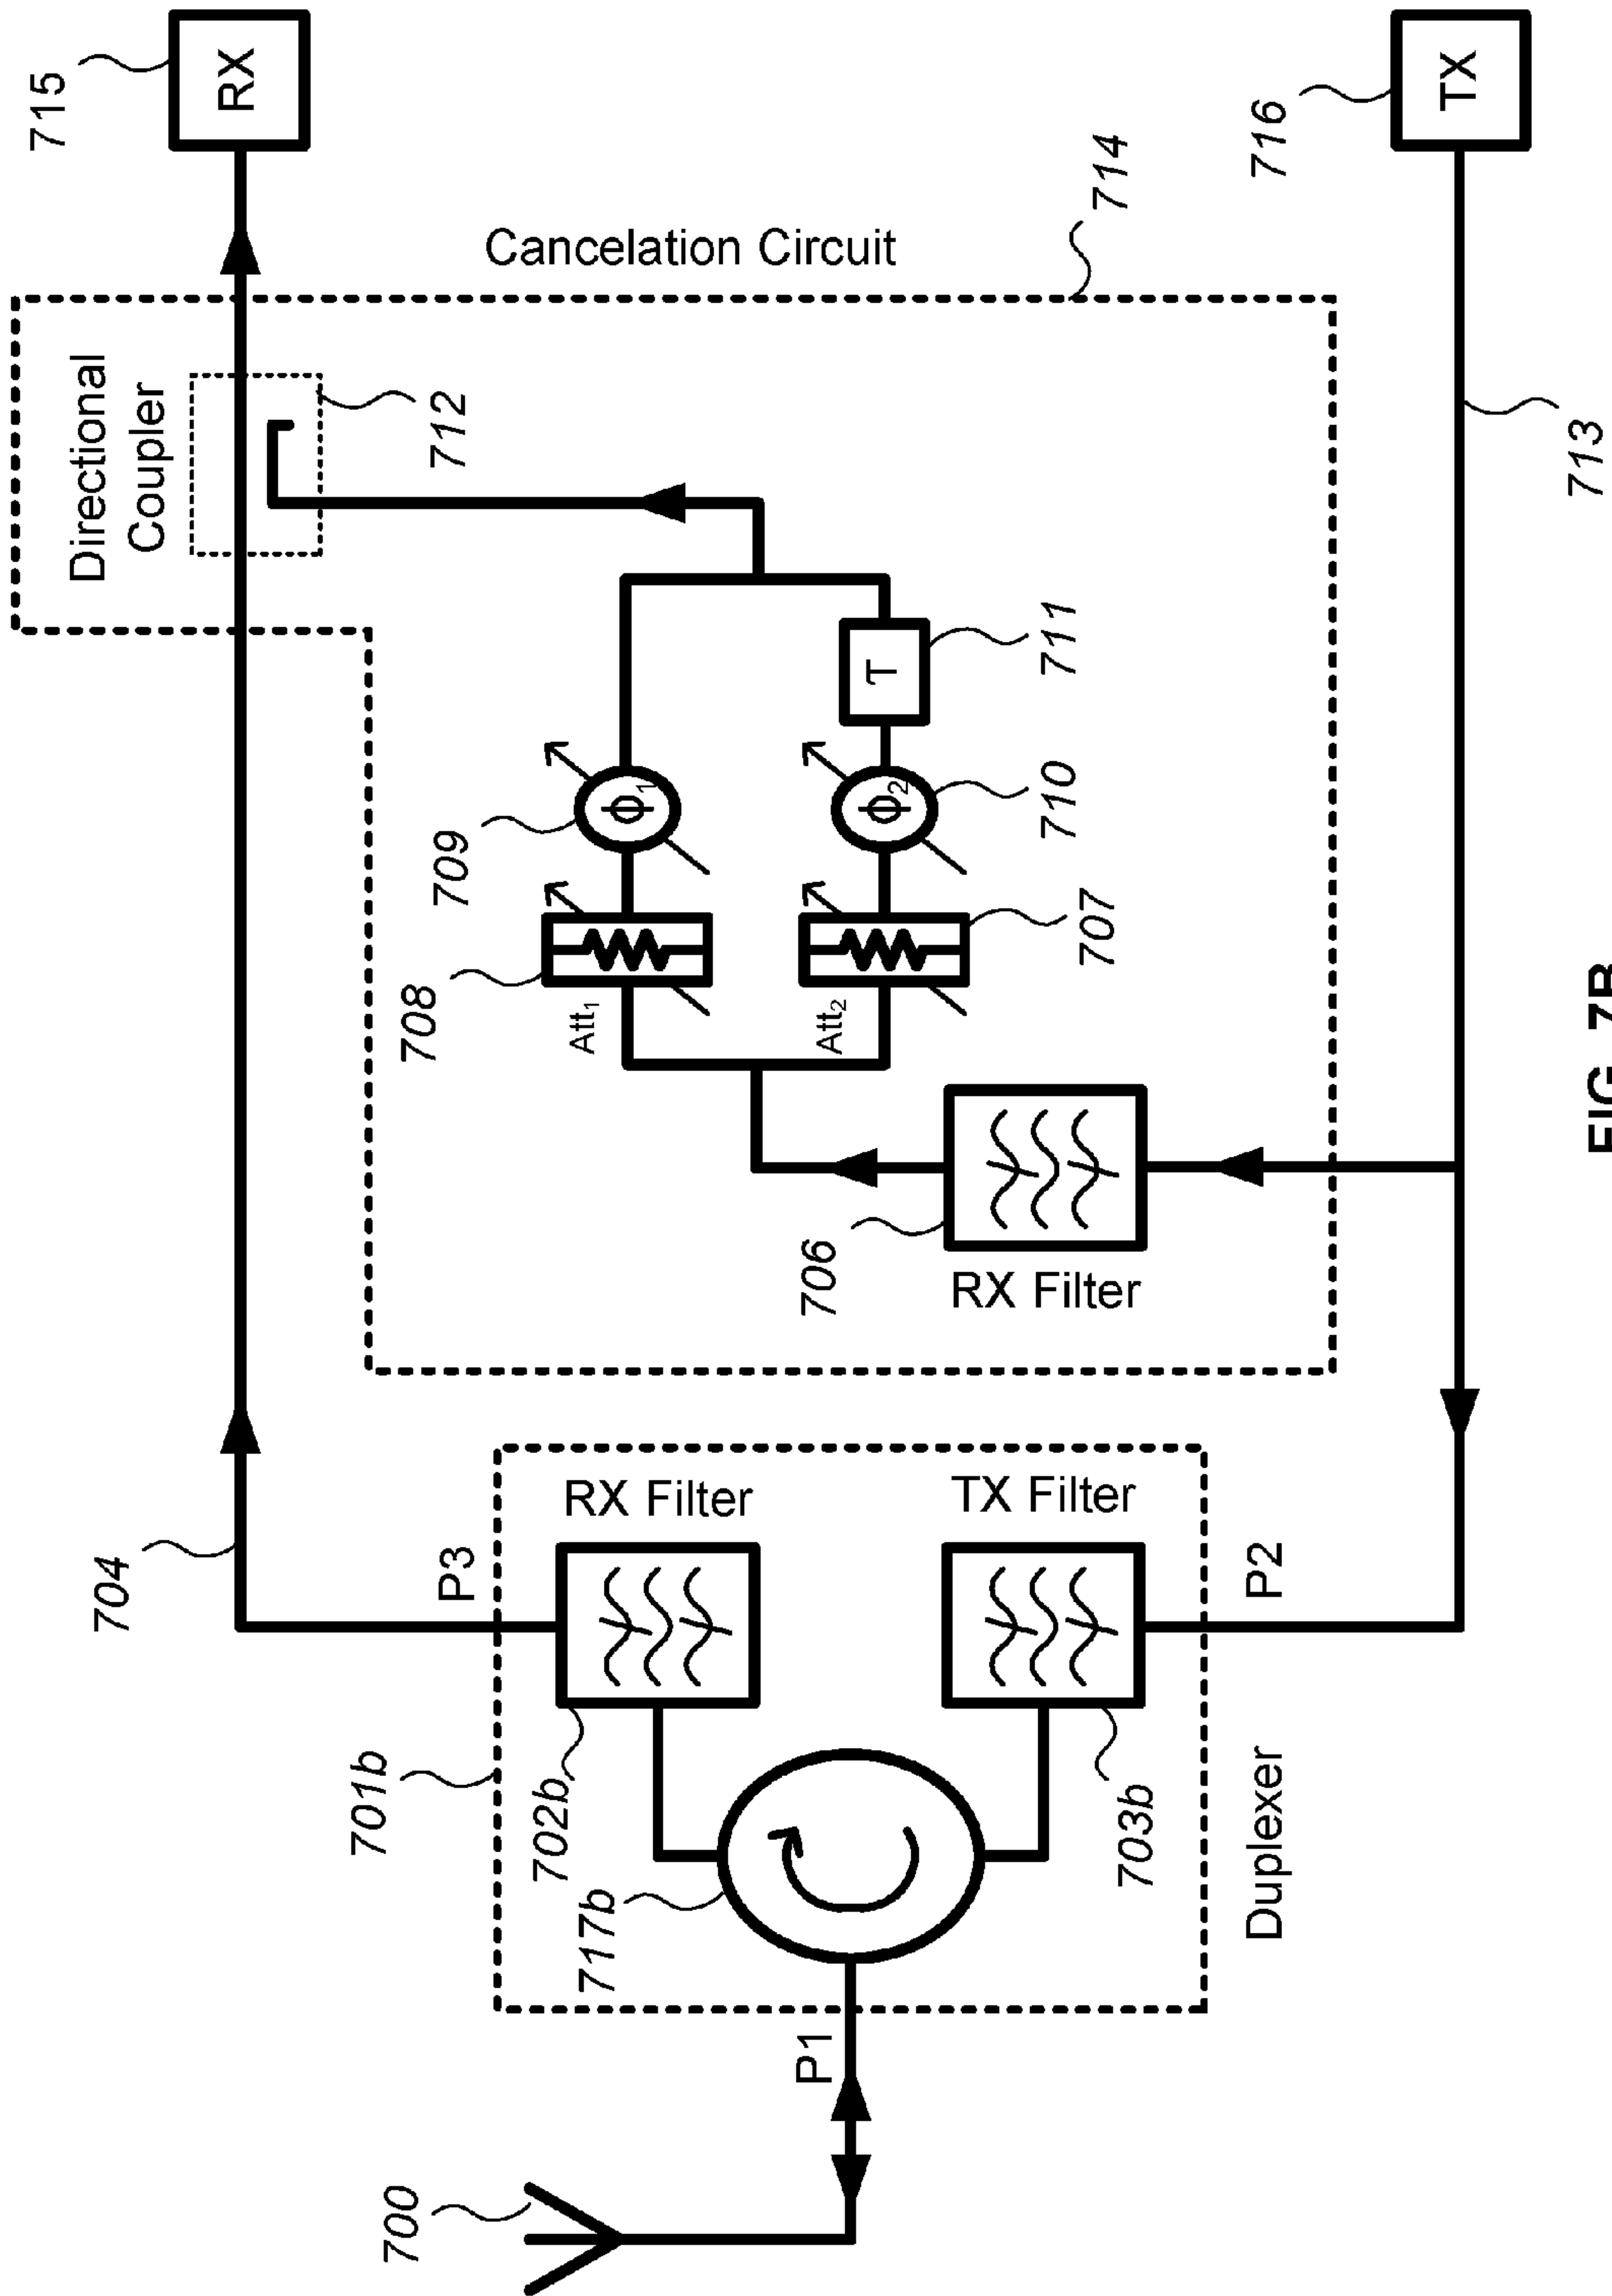 715
RX
Directional
Coupler
712
Cancelation Circuit
714
716
TX
713
708
Att₁
709
ϕ₁
Att₂
707
ϕ₂
710
T
711
706
RX Filter
704
P3
RX Filter
702b
701b
717b
TX Filter
703b
P2
Duplexer
P1
700
FIG. 7B